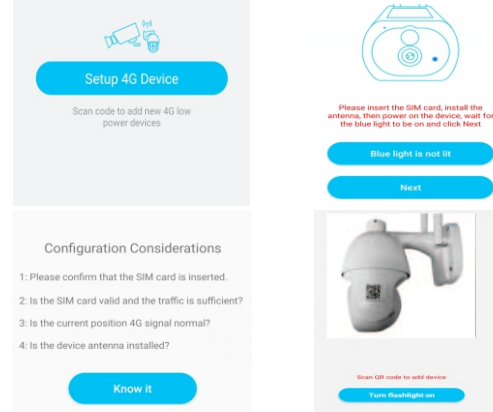 Setup 4G Device
Scan code to add new 4G low
power devices
Please insert the SIM card, install the
antenna, then power on the device, wait for
the blue light to be on and click Next
Blue light is not lit
Next
Configuration Considerations
1: Please confirm that the SIM card is inserted.
2: Is the SIM card valid and the traffic is sufficient?
3: Is the current position 4G signal normal?
4: Is the device antenna installed?
Know it
Scan QR code to add device
Turn flashlight on